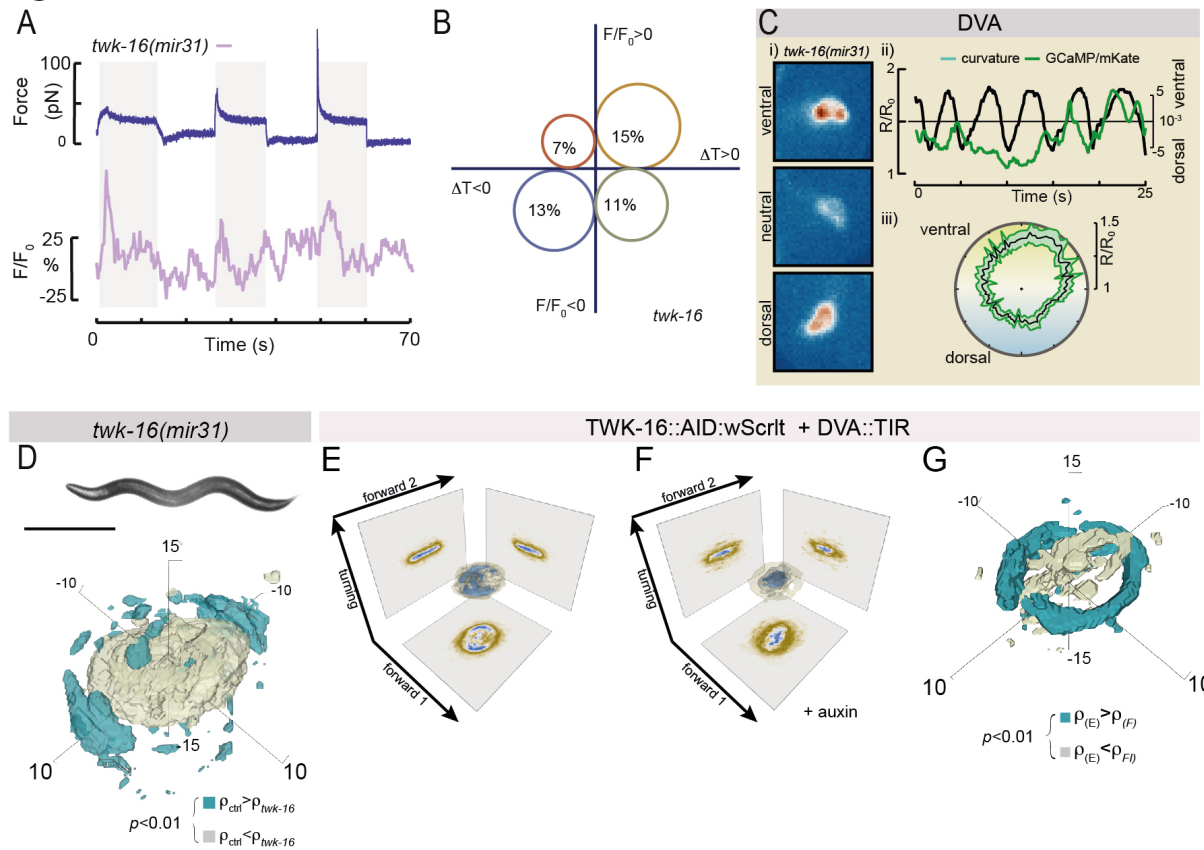 A
twk-16(mir31)
Force
(pN)
100
0
F/F0
%
25
-25
0
70
Time (s)
B
F/F0>0
15%
7%
ΔT>0
ΔT<0
13%
11%
F/F0<0
twk-16
C
DVA
i)
twk-16(mir31)
ventral
neutral
dorsal
ii)
curvature
GCaMP/mKate
2
R/R0
1
5
10-3
-5
ventral
dorsal
0
25
Time (s)
iii)
ventral
1.5
R/R0
1
dorsal
twk-16(mir31)
TWK-16::AID:wScrlt + DVA::TIR
D
15
-10
-10
-15
10
10
p<0.01
ρctrl>ρtwk-16
ρctrl<ρtwk-16
E
forward 2
turning
forward 1
F
forward 2
turning
forward 1
+ auxin
G
15
-10
-10
-15
10
10
p<0.01
ρ(E)>ρ(F)
ρ(E)<ρF)